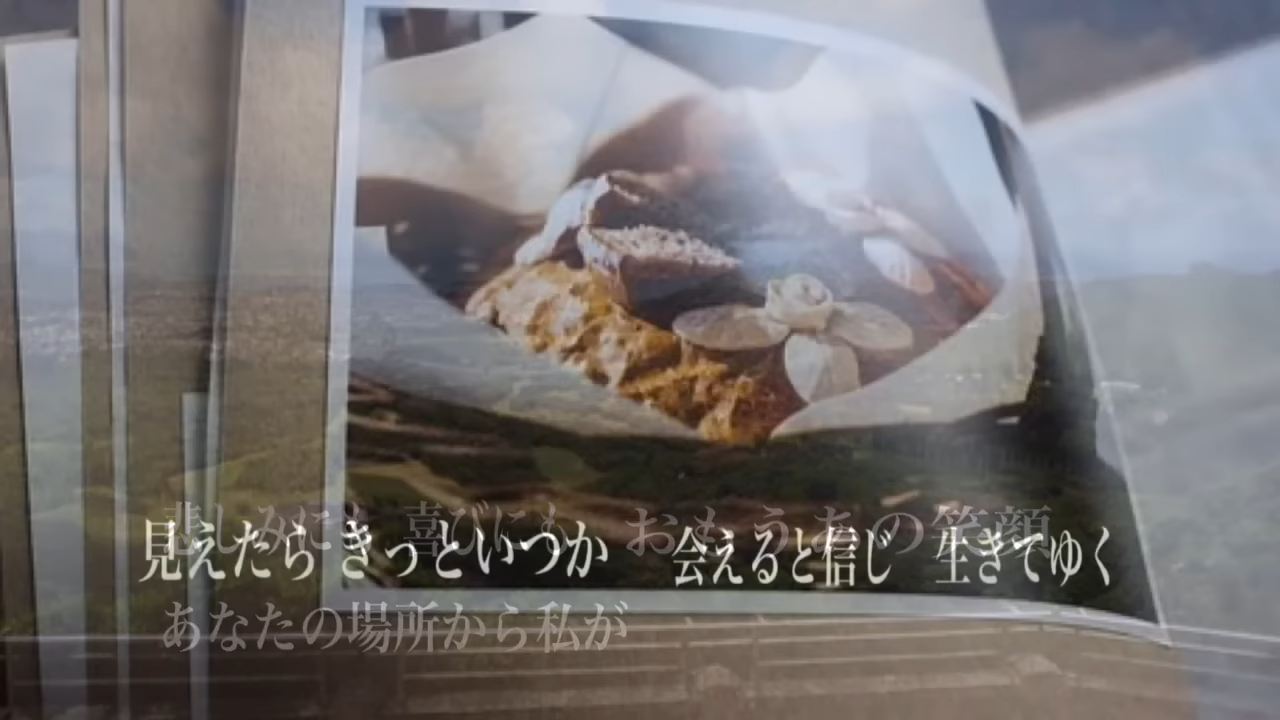 悲しみにも 喜びにも おもうあの笑顔
見えたら きっといつか 会えると信じ 生きてゆく
あなたの場所から私が